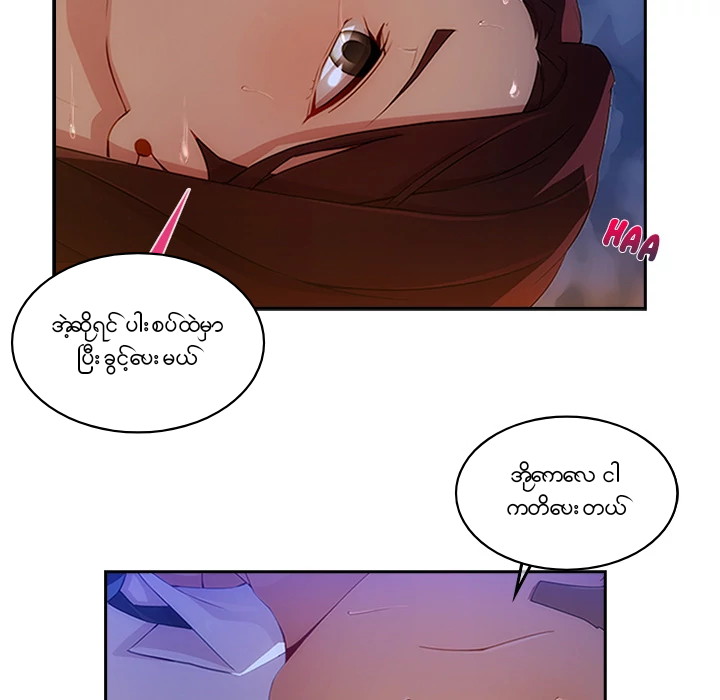 HAA
အဲ့ဆိုရင် ပါးစပ်ထဲမှာ
ပြီးခွင့်ပေးမယ်
အိုကေလေ ငါ
ကတိပေးတယ်